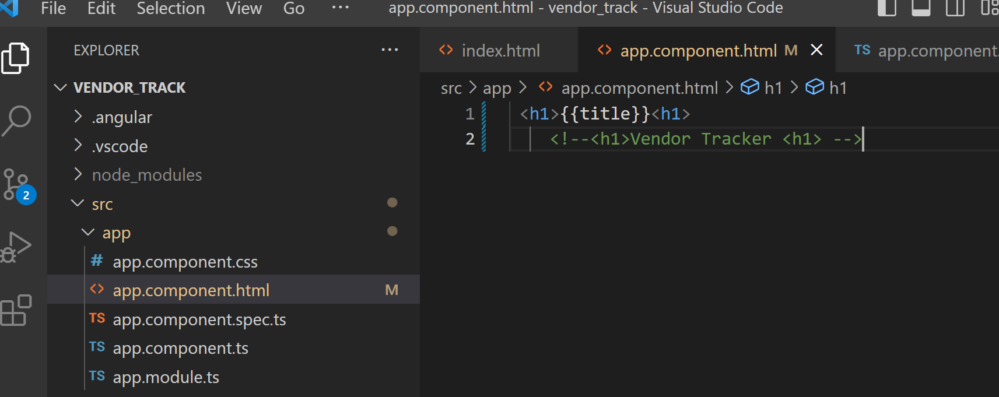 File Edit Selection View Go ··· app.component.html - vendor_track - Visual Studio Code
EXPLORER ···
VENDOR_TRACK
.angular
.vscode
node_modules
src
app
# app.component.css
<> app.component.html M
TS app.component.spec.ts
TS app.component.ts
TS app.module.ts
2
<> index.html <> app.component.html M × TS app.component.
src > app > <> app.component.html > h1 > h1
1 <h1>{{title}}<h1>
2 <!--<h1>Vendor Tracker <h1> -->